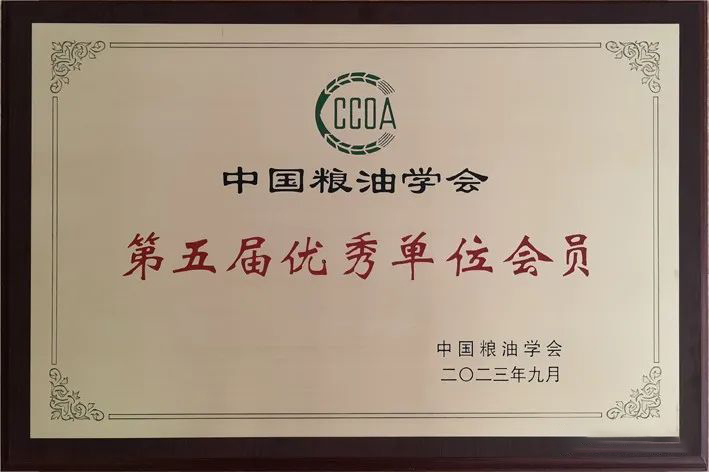 CCOA
中国粮油学会
第五届优秀单位会员
中国粮油学会
二〇二三年九月